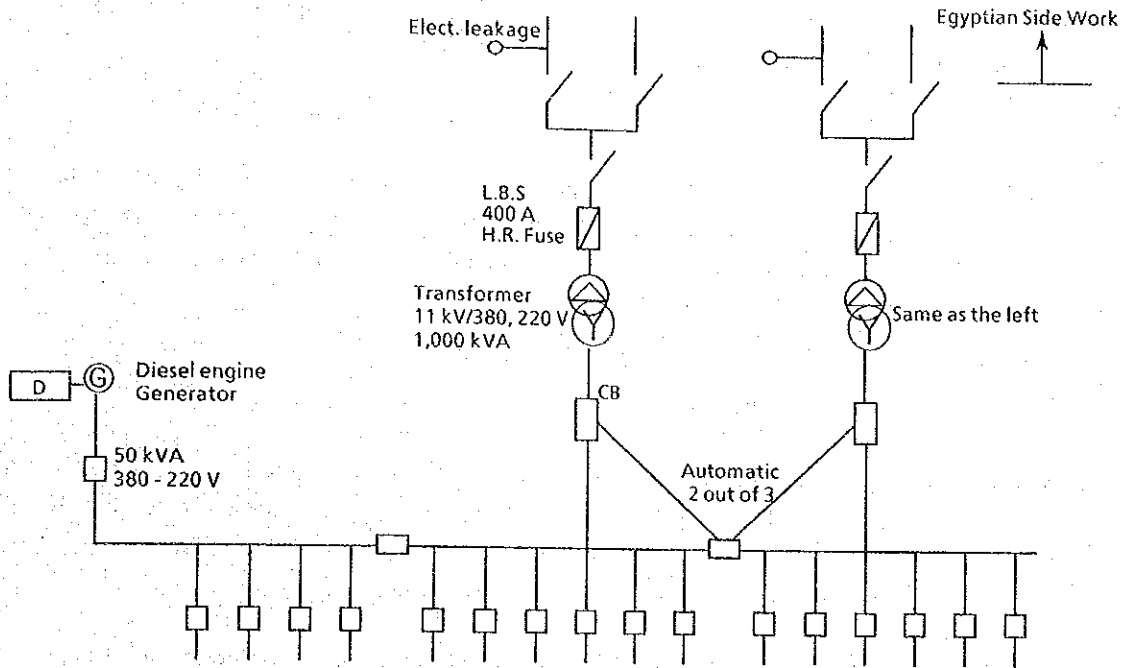 Elect. leakage
Egyptian Side Work
L.B.S
400 A
H.R. Fuse
Transformer
11 kV/380, 220 V
1,000 kVA
Same as the left
D
G
Diesel engine
Generator
CB
50 kVA
380 - 220 V
Automatic
2 out of 3